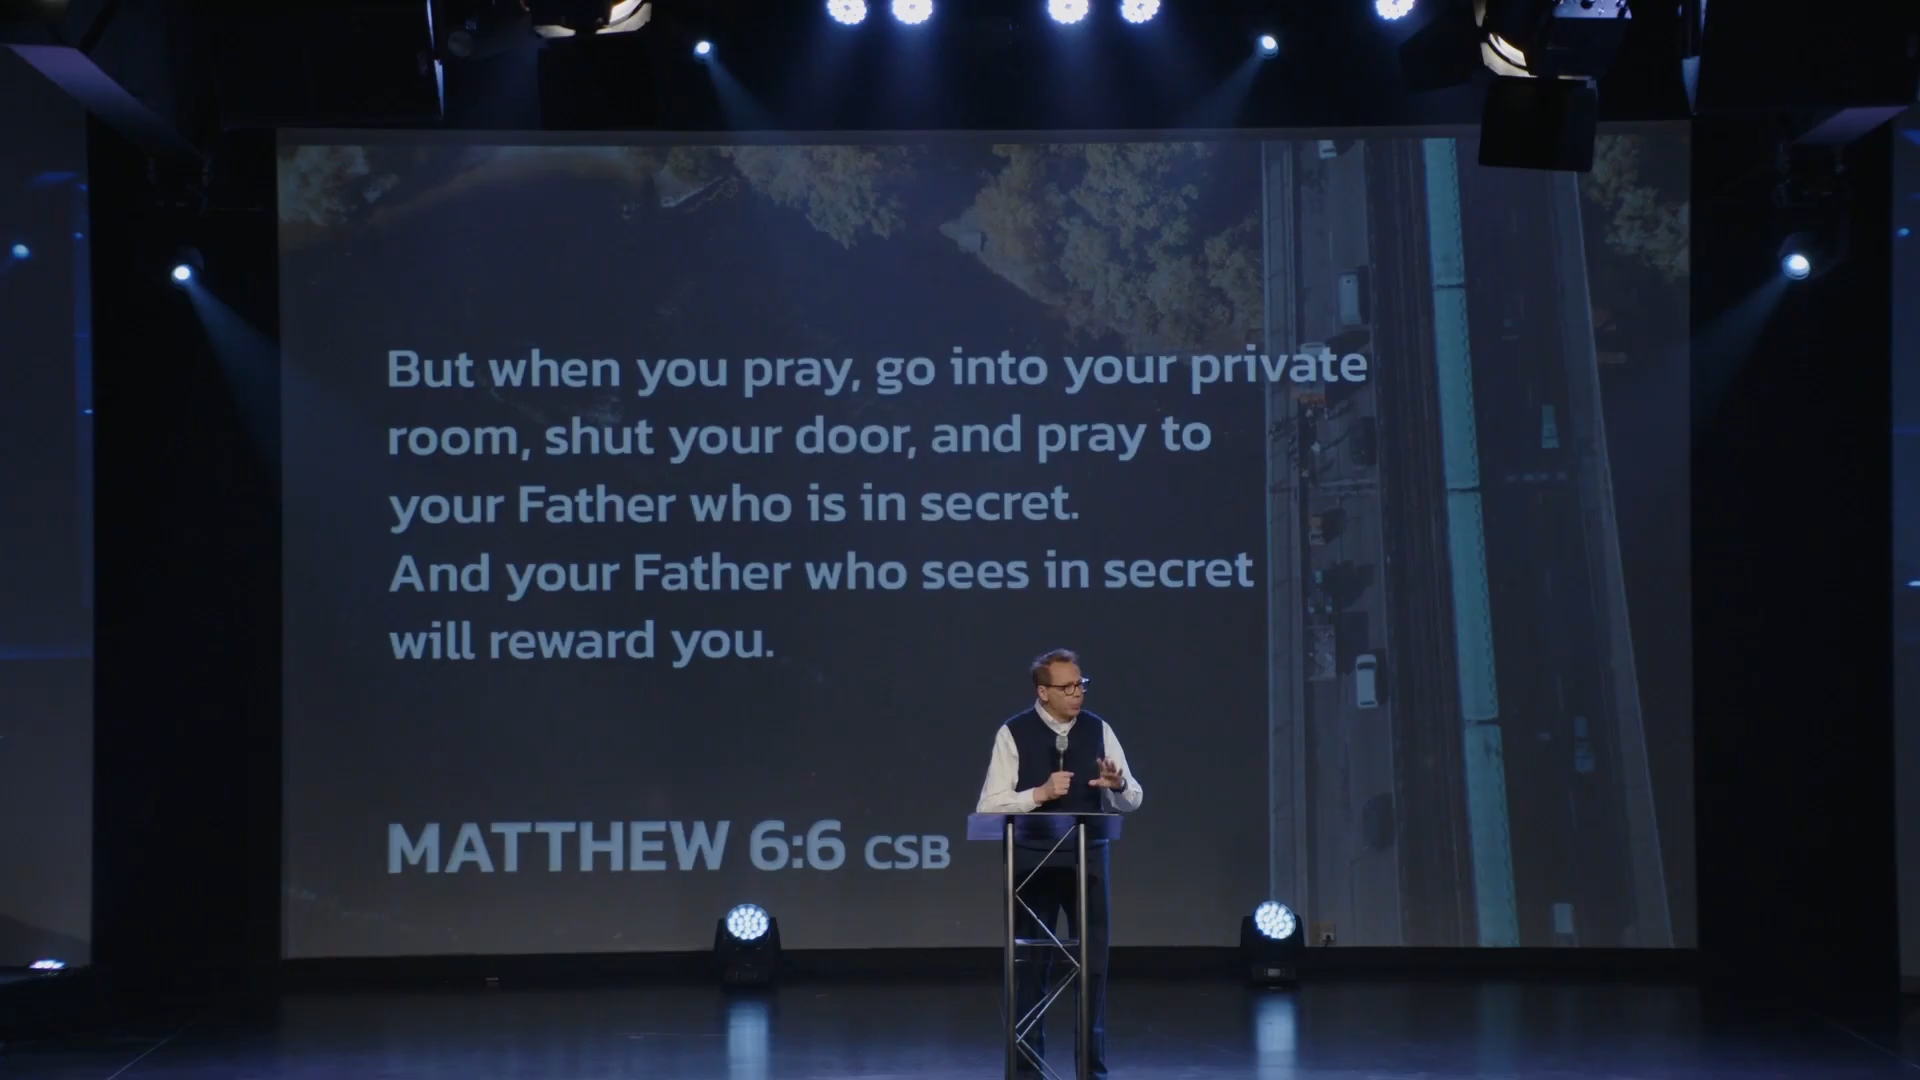 But when you pray, go into your private
room, shut your door, and pray to
your Father who is in secret.
And your Father who sees in secret
will reward you.
MATTHEW 6:6 CSB